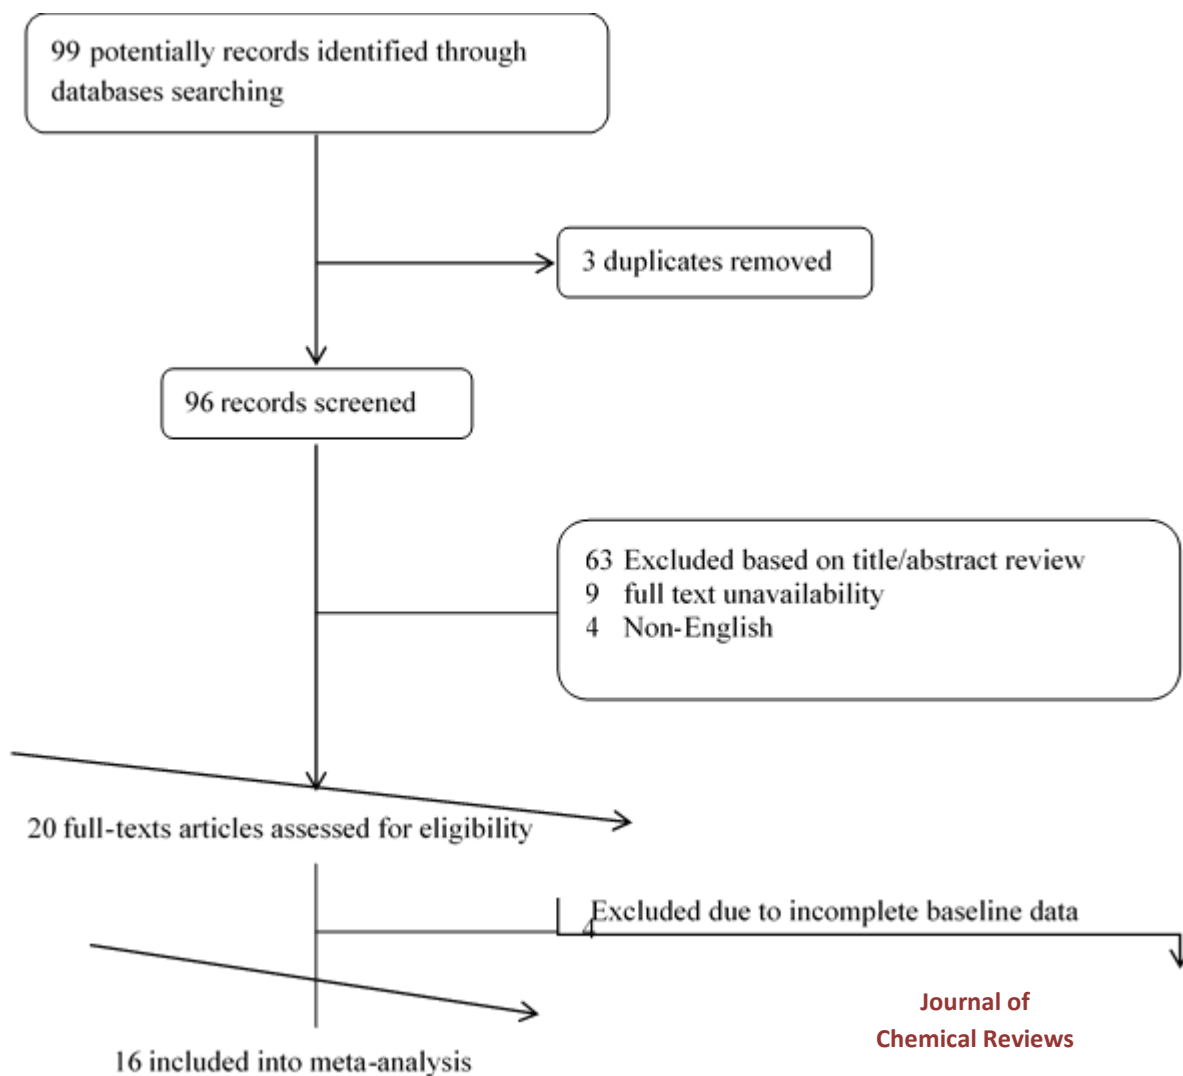 99 potentially records identified through
databases searching
3 duplicates removed
96 records screened
63 Excluded based on title/abstract review
9 full text unavailability
4 Non-English
20 full-texts articles assessed for eligibility
4 Excluded due to incomplete baseline data
Journal of
Chemical Reviews
16 included into meta-analysis